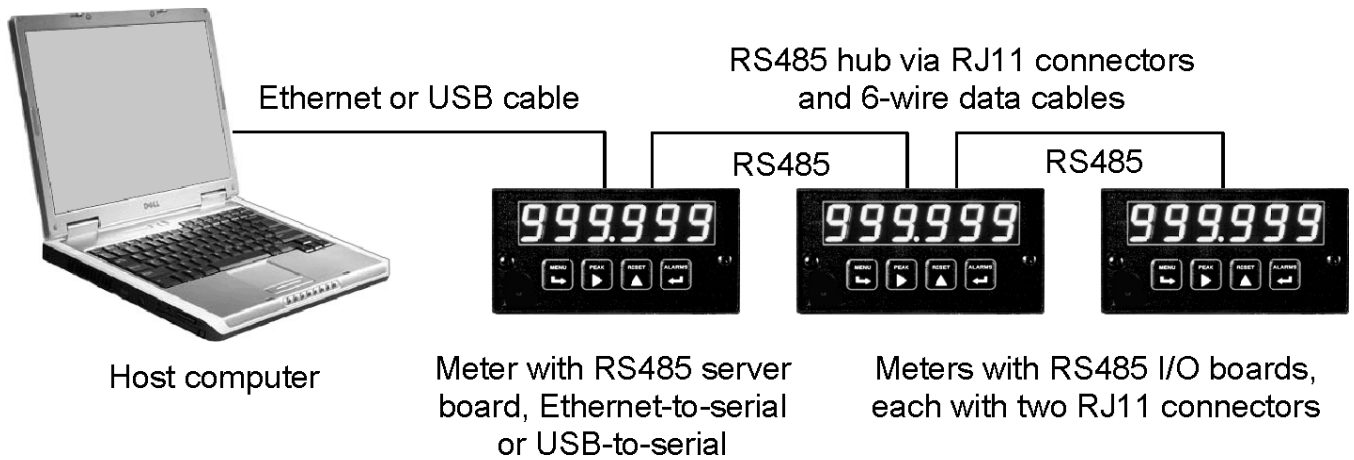 RS485 hub via RJ11 connectors
and 6-wire data cables
Ethernet or USB cable
RS485
RS485
DELL
999.999
MENU PEAK RESET ALARMS
999.999
MENU PEAK RESET ALARMS
999.999
MENU PEAK RESET ALARMS
Host computer
Meter with RS485 server
board, Ethernet-to-serial
or USB-to-serial
Meters with RS485 I/O boards,
each with two RJ11 connectors